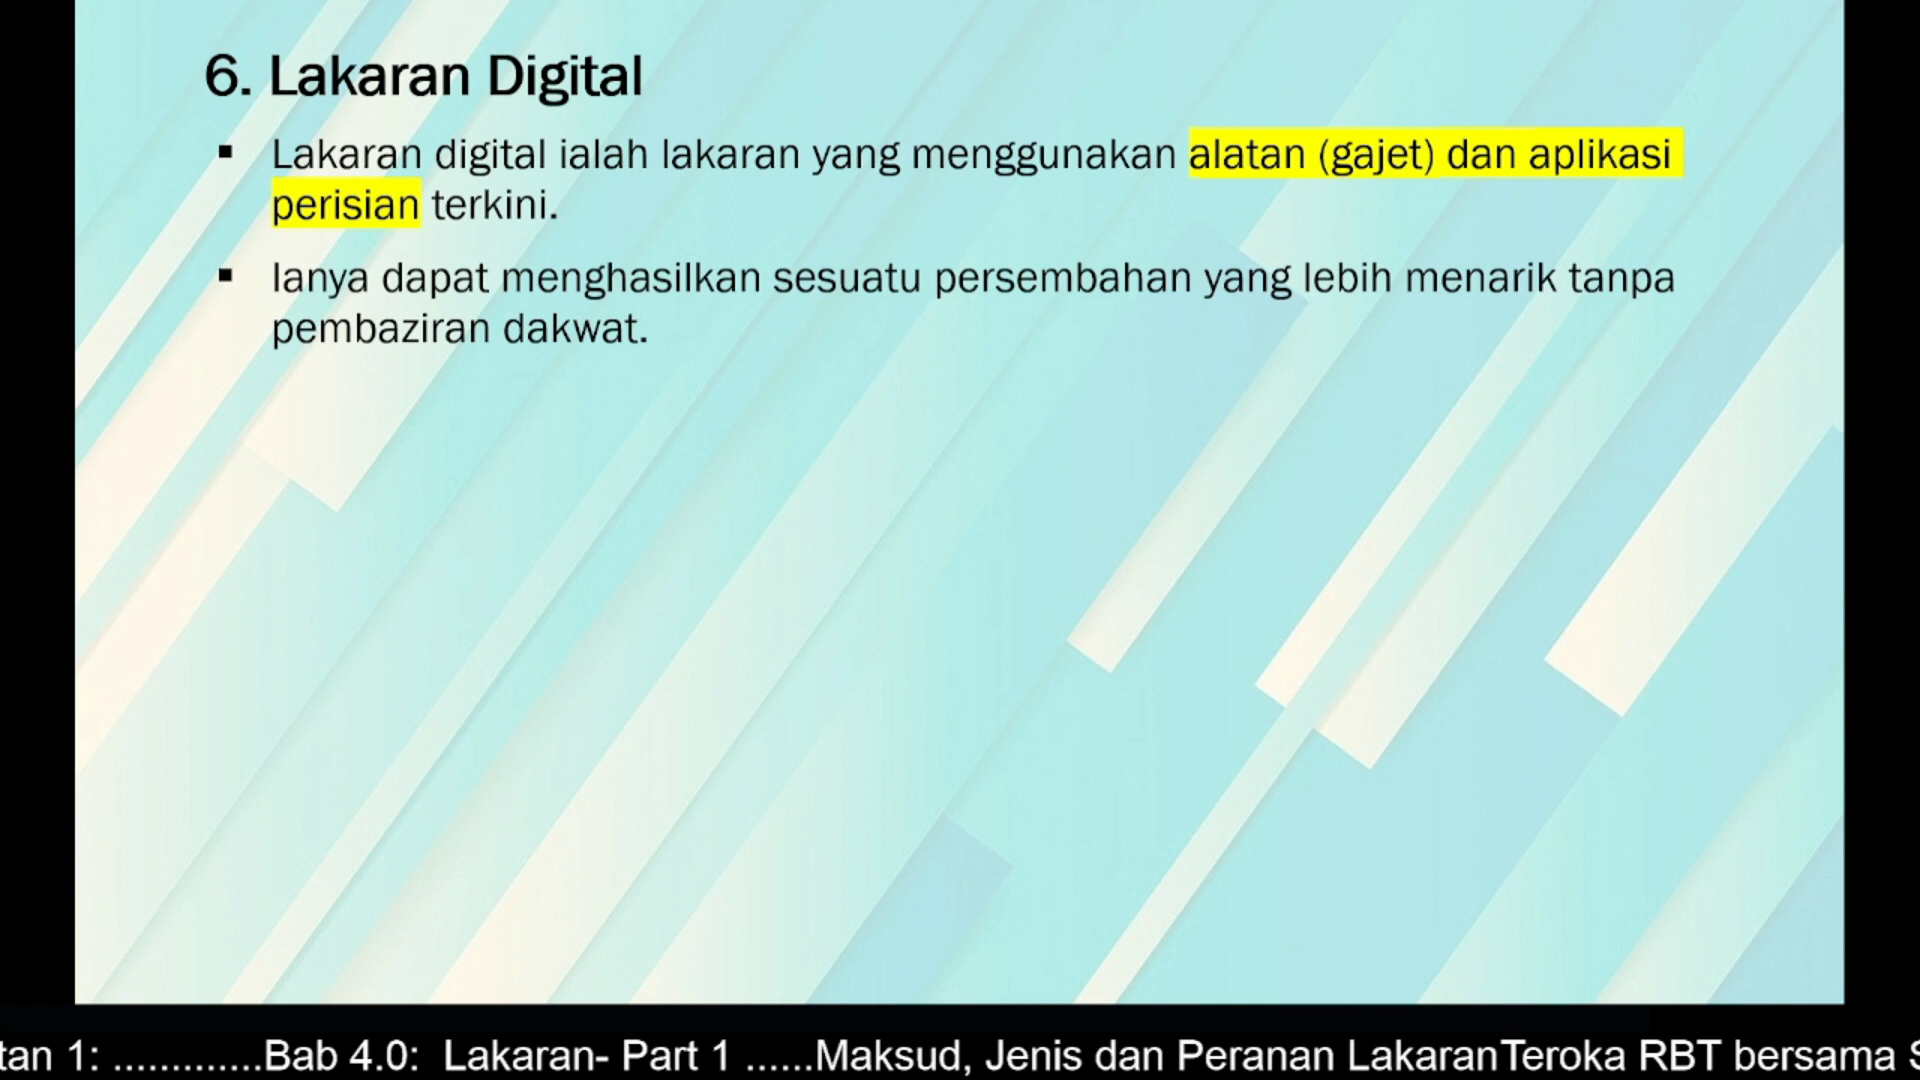 6. Lakaran Digital
▪ Lakaran digital ialah lakaran yang menggunakan alatan (gajet) dan aplikasi
perisian terkini.
▪ Ianya dapat menghasilkan sesuatu persembahan yang lebih menarik tanpa
pembaziran dakwat.
tan 1: .............Bab 4.0: Lakaran- Part 1 ......Maksud, Jenis dan Peranan LakaranTeroka RBT bersama S